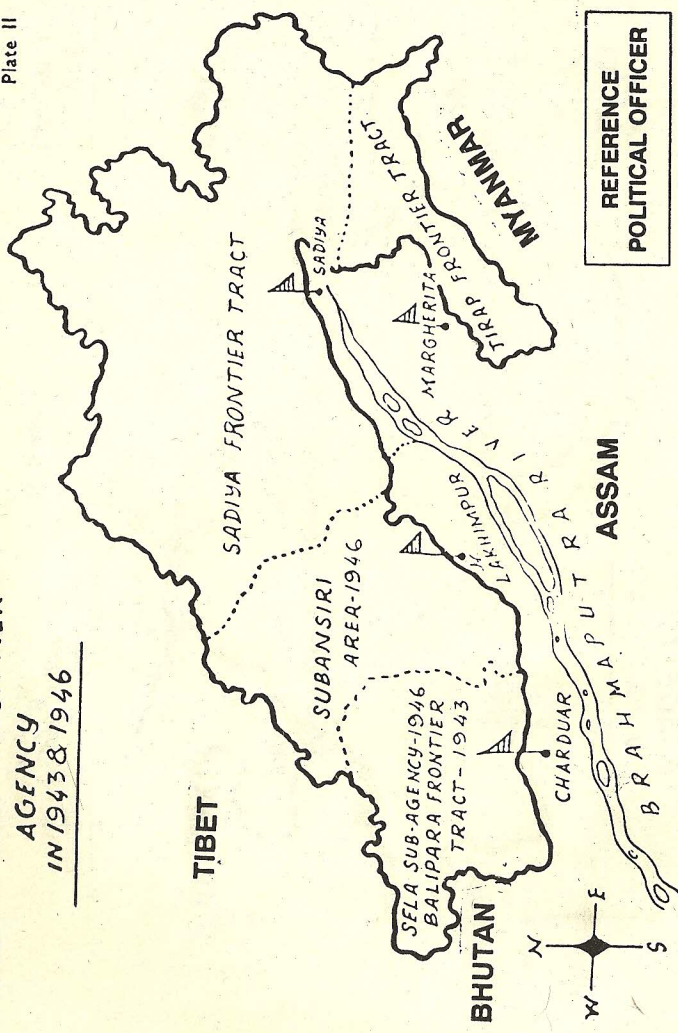 Plate II
AGENCY
IN 1943 & 1946
TIBET
SADIYA FRONTIER TRACT
SUBANSIRI
AREA-1946
SELA SUB-AGENCY-1946
BALIPARA FRONTIER
TRACT-1943
BHUTAN
SADIYA
MARGHERITA
TIRAP FRONTIER TRACT
MYANMAR
N. LAKHIMPUR
CHARDUAR
BRAHMAPUTRA RIVER
ASSAM
N
W
E
S
REFERENCE
POLITICAL OFFICER